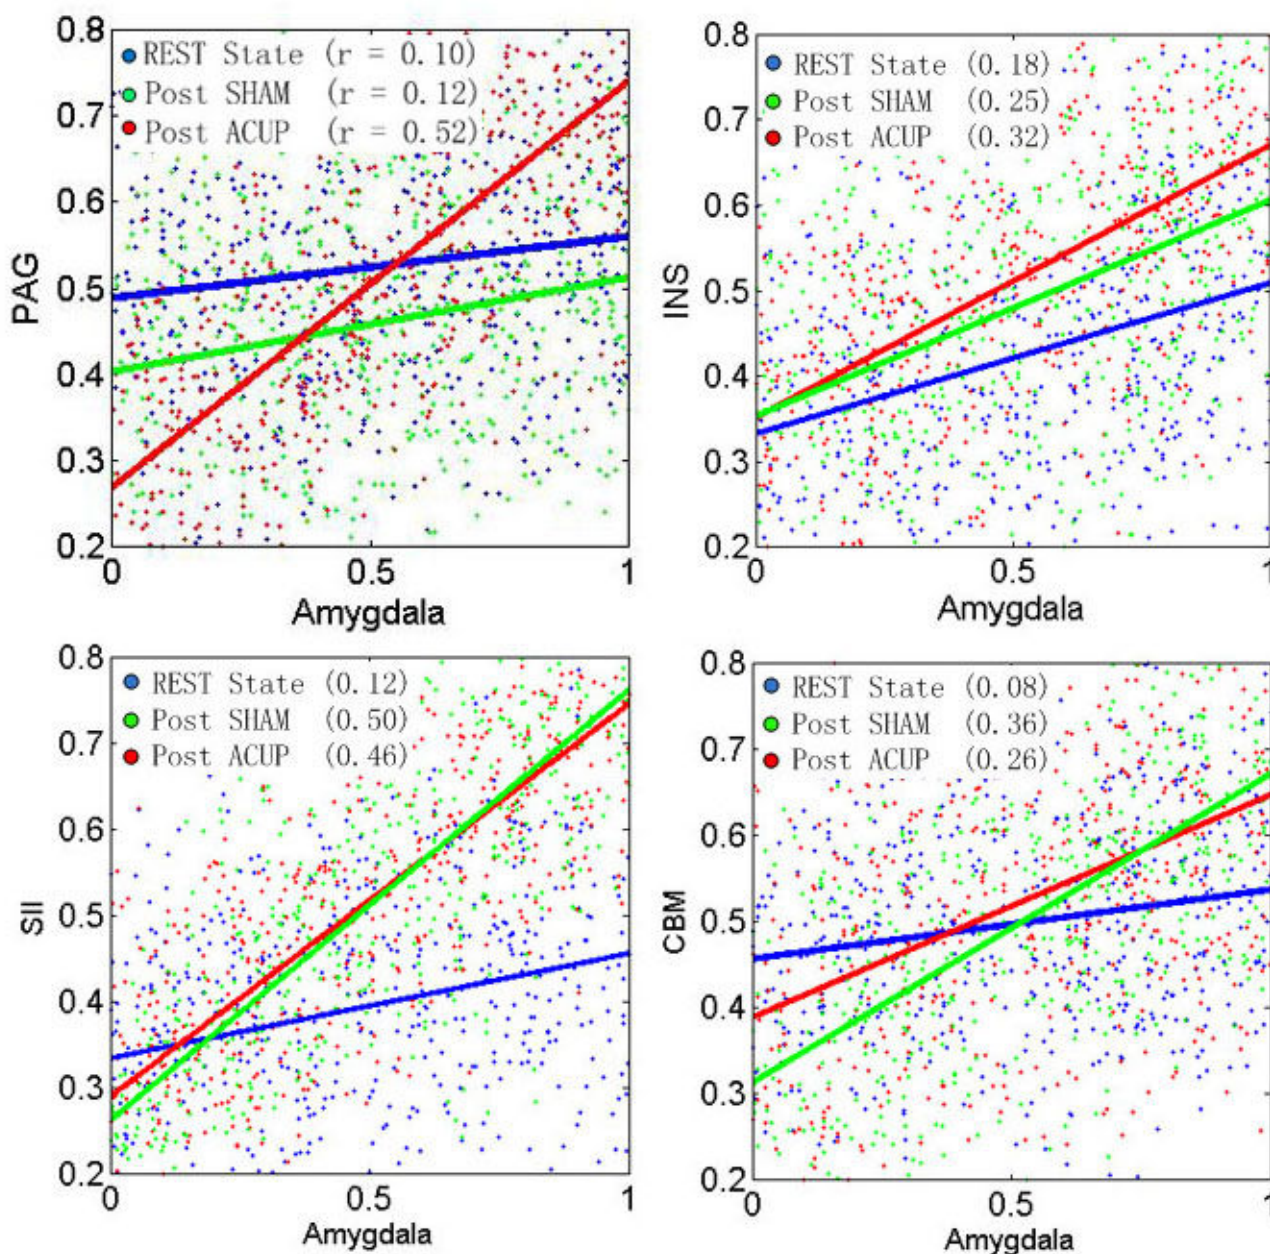 0.8
REST State (r = 0.10)
Post SHAM (r = 0.12)
Post ACUP (r = 0.52)
0.7
0.6
0.5
0.4
0.3
0.2
PAG
0 0.5 1
Amygdala
0.8
REST State (0.18)
Post SHAM (0.25)
Post ACUP (0.32)
0.7
0.6
0.5
0.4
0.3
0.2
INS
0 0.5 1
Amygdala
0.8
REST State (0.12)
Post SHAM (0.50)
Post ACUP (0.46)
0.7
0.6
0.5
0.4
0.3
0.2
SII
0 0.5 1
Amygdala
0.8
REST State (0.08)
Post SHAM (0.36)
Post ACUP (0.26)
0.7
0.6
0.5
0.4
0.3
0.2
CBM
0 0.5 1
Amygdala